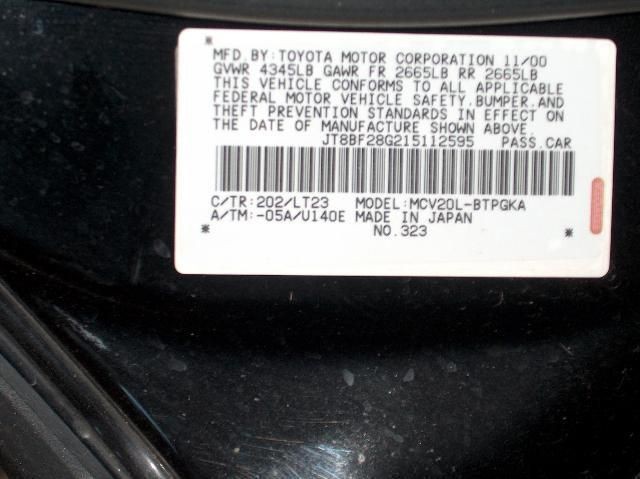 MFD. BY: TOYOTA MOTOR CORPORATION 11/00
GVWR 4345LB GAWR FR 2665LB RR 2665LB
THIS VEHICLE CONFORMS TO ALL APPLICABLE
FEDERAL MOTOR VEHICLE SAFETY, BUMPER, AND
THEFT PREVENTION STANDARDS IN EFFECT ON
THE DATE OF MANUFACTURE SHOWN ABOVE.
JT8BF28G215112595 PASS. CAR
C/TR: 202/LT23 MODEL: MCV20L-BTPGKA
A/TM: -05A/U140E MADE IN JAPAN
* NO. 323 *